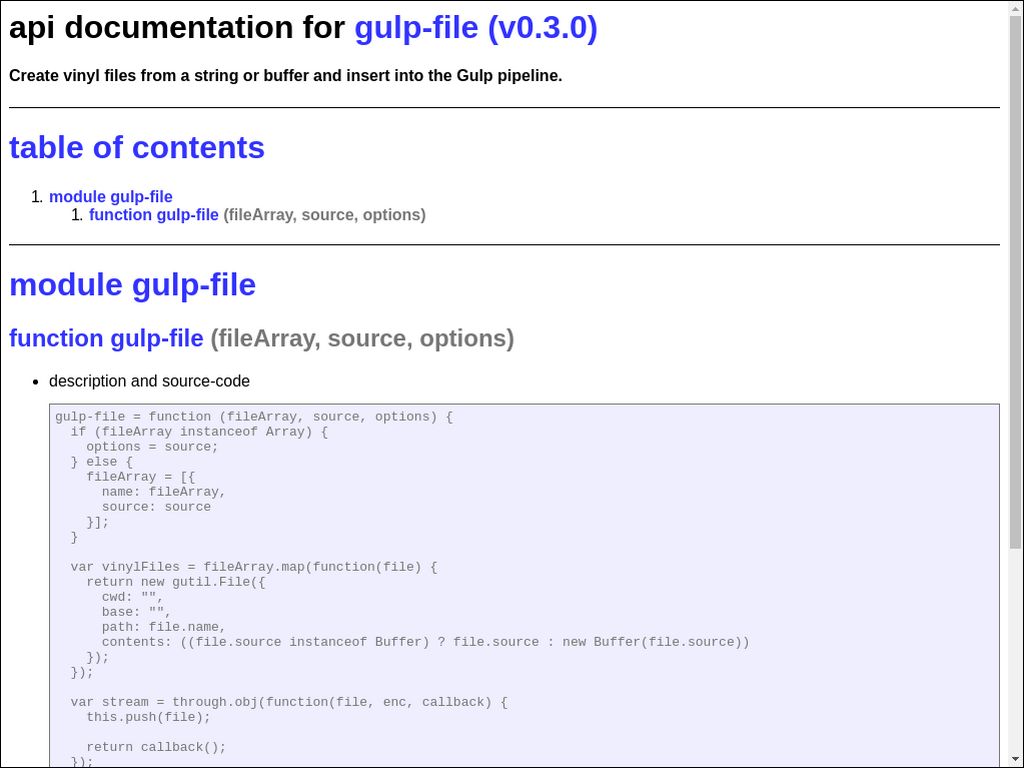 api documentation for gulp-file (v0.3.0)
Create vinyl files from a string or buffer and insert into the Gulp pipeline.
table of contents
1. module gulp-file
1. function gulp-file (fileArray, source, options)
module gulp-file
function gulp-file (fileArray, source, options)
• description and source-code
gulp-file = function (fileArray, source, options) {
  if (fileArray instanceof Array) {
    options = source;
  } else {
    fileArray = [{
      name: fileArray,
      source: source
    }];
  }
  var vinylFiles = fileArray.map(function(file) {
    return new gutil.File({
      cwd: "",
      base: "",
      path: file.name,
      contents: ((file.source instanceof Buffer) ? file.source : new Buffer(file.source))
    });
  });
  var stream = through.obj(function(file, enc, callback) {
    this.push(file);
    return callback();
  });